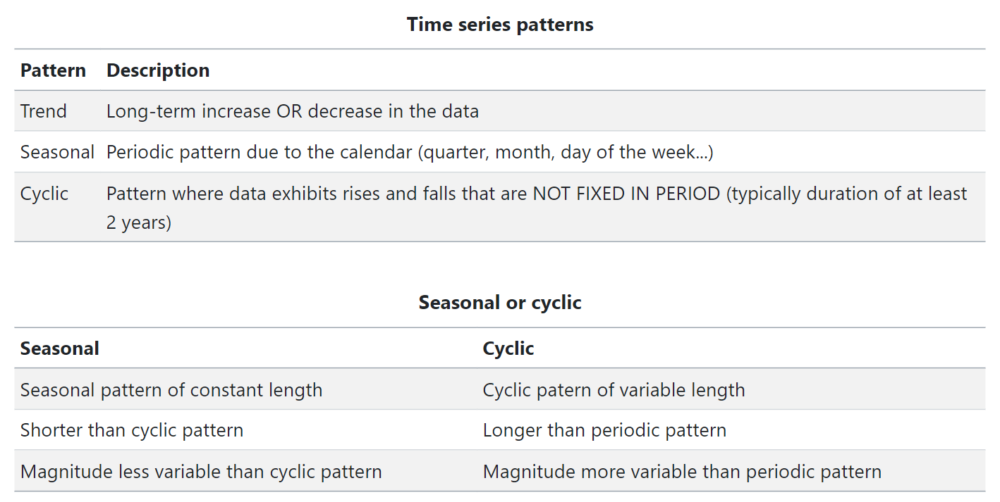 Time series patterns
Pattern Description
Trend Long-term increase OR decrease in the data
Seasonal Periodic pattern due to the calendar (quarter, month, day of the week...)
Cyclic Pattern where data exhibits rises and falls that are NOT FIXED IN PERIOD (typically duration of at least
2 years)
Seasonal or cyclic
Seasonal Cyclic
Seasonal pattern of constant length Cyclic patern of variable length
Shorter than cyclic pattern Longer than periodic pattern
Magnitude less variable than cyclic pattern Magnitude more variable than periodic pattern